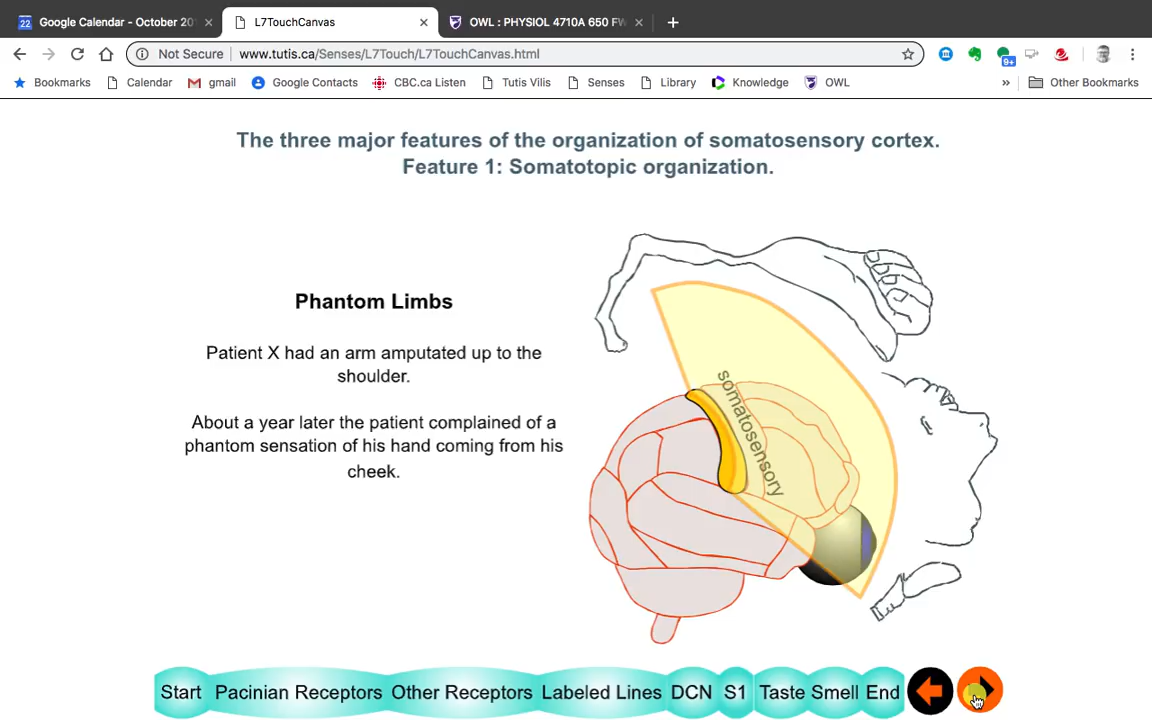 Google Calendar - October 20
L7TouchCanvas
OWL : PHYSIOL 4710A 650 FW
Not Secure
www.tutis.ca/Senses/L7Touch/L7TouchCanvas.html
9+
Bookmarks
Calendar
gmail
Google Contacts
CBC.ca Listen
Tutis Vilis
Senses
Library
Knowledge
OWL
»
Other Bookmarks
The three major features of the organization of somatosensory cortex.
Feature 1: Somatotopic organization.
Phantom Limbs
Patient X had an arm amputated up to the
shoulder.
About a year later the patient complained of a
phantom sensation of his hand coming from his
cheek.
somatosensory
Start
Pacinian Receptors
Other Receptors
Labeled Lines
DCN
S1
Taste
Smell
End